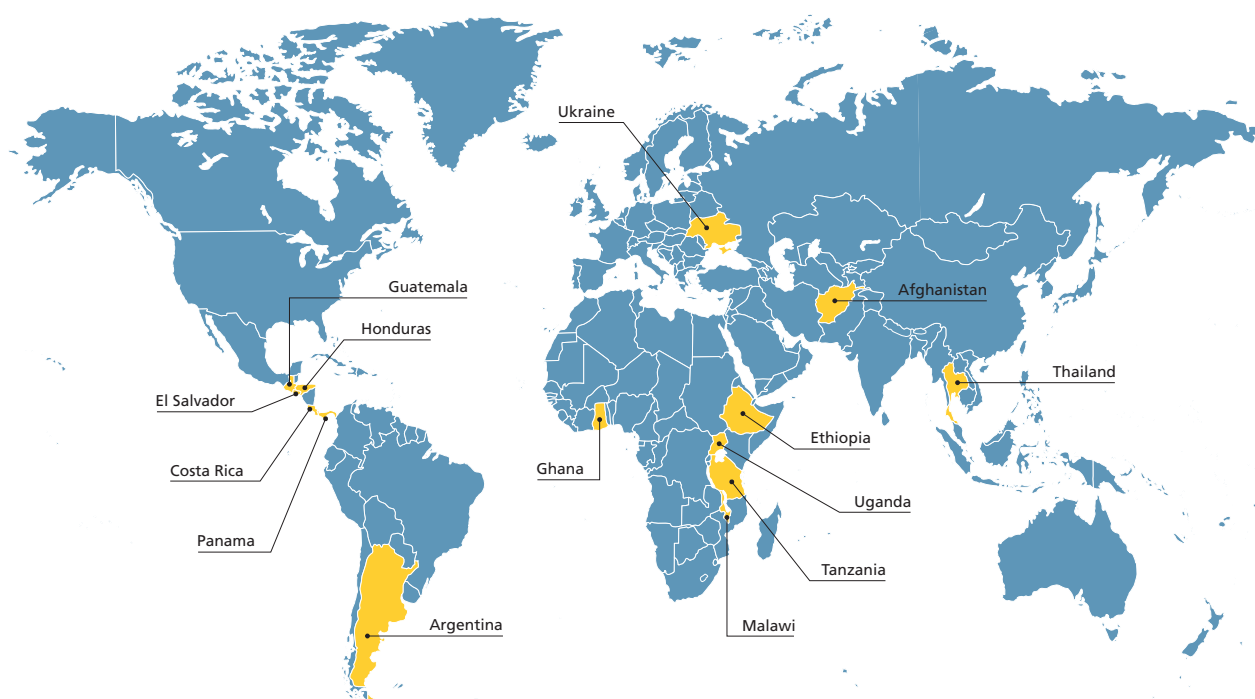 Ukraine
Guatemala
Afghanistan
Honduras
Thailand
El Salvador
Ethiopia
Ghana
Costa Rica
Uganda
Panama
Tanzania
Argentina
Malawi